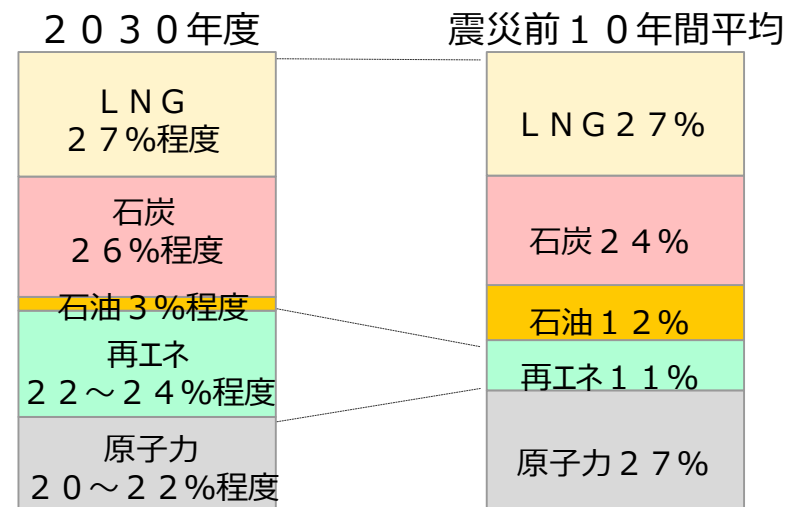 ２０３０年度
ＬＮＧ
２７%程度
石炭
２６%程度
石油３%程度
再エネ
２２～２４%程度
原子力
２０～２２%程度
震災前１０年間平均
ＬＮＧ２７%
石炭２４%
石油１２%
再エネ１１%
原子力２７%